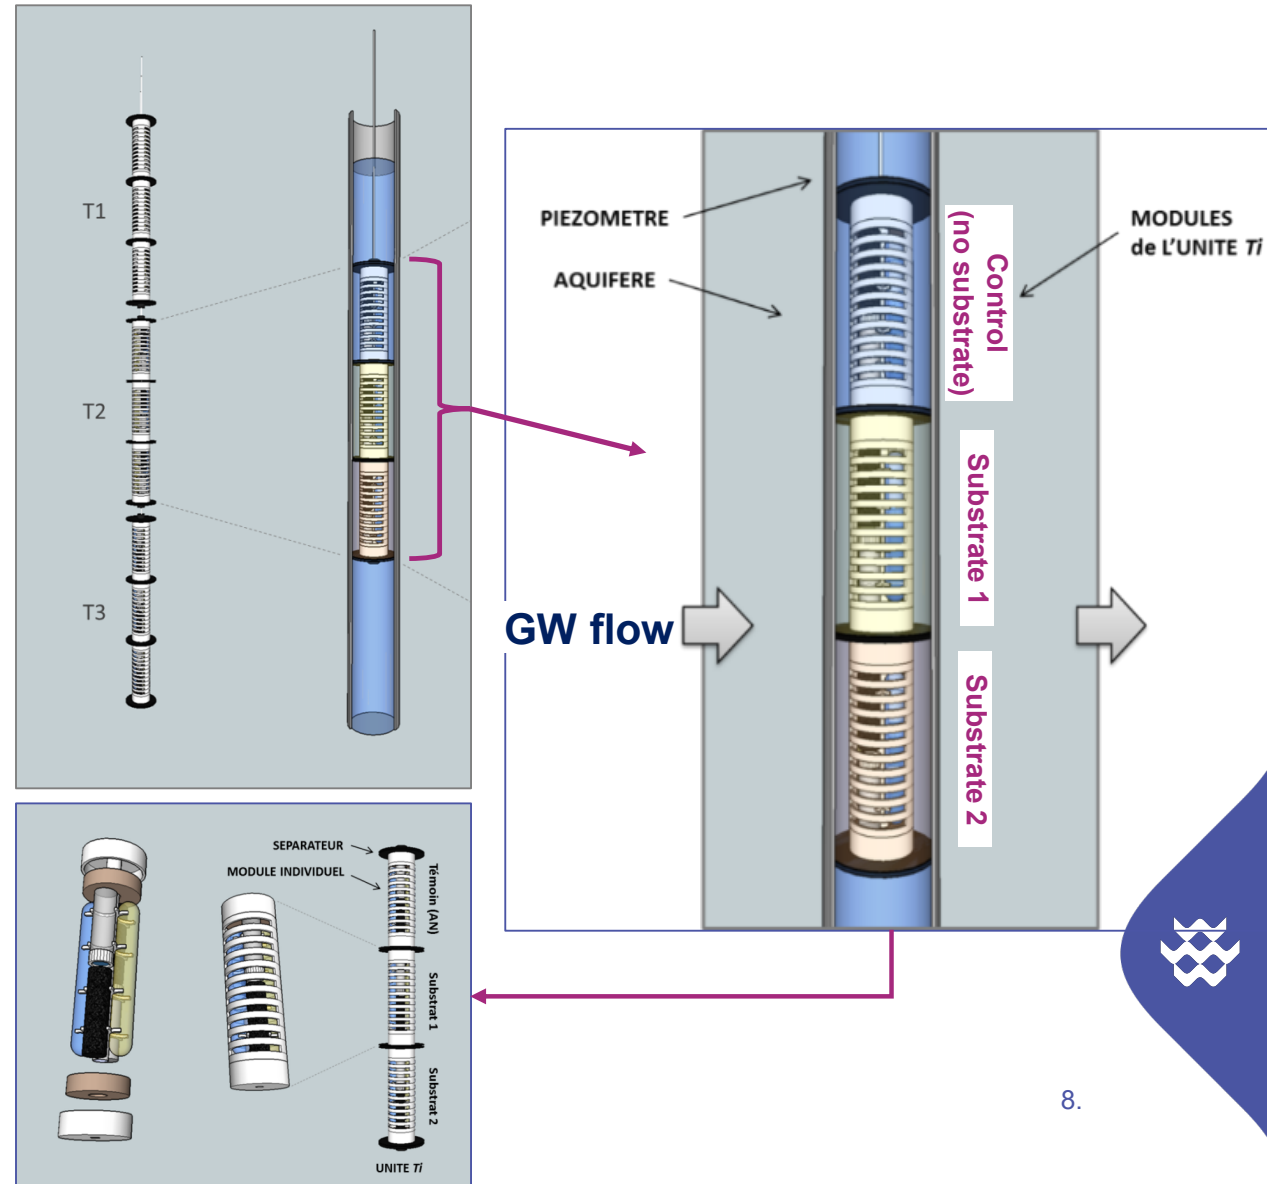 T1
T2
T3
PIEZOMETRE
AQUIFERE
Control
(no substrate)
MODULES
de L'UNITE Ti
Substrate 1
Substrate 2
GW flow
SEPARATEUR
MODULE INDIVIDUEL
Témoin (AN)
Substrat 1
Substrat 2
UNITE Ti
8.